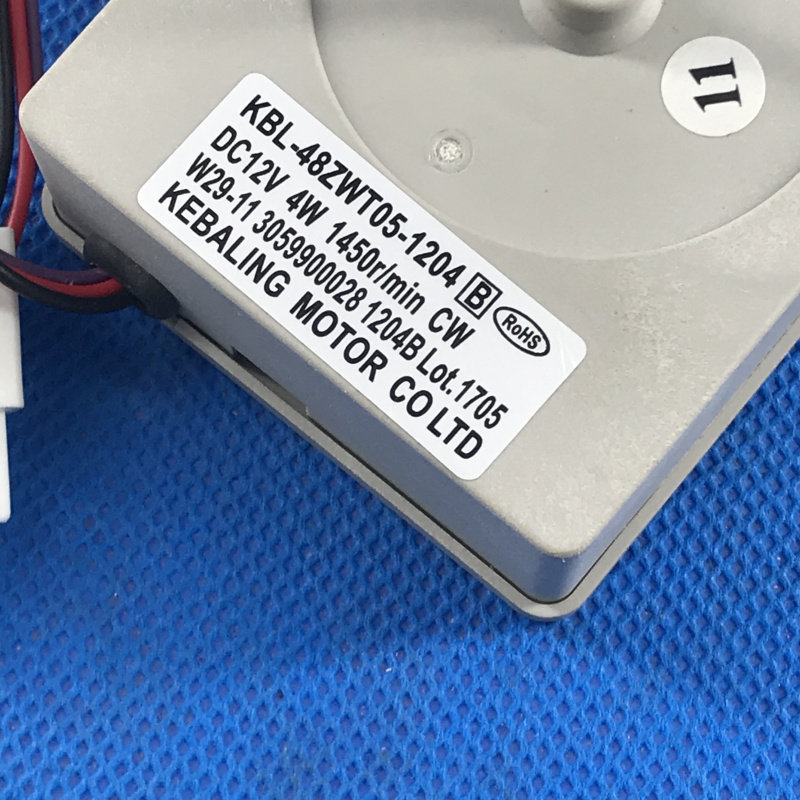 KBL-48ZWT05-1204 B
DC12V 4W 1450r/min CW
RoHS
W29-11 3059900028 1204B Lot.1705
KEBALING MOTOR CO LTD
11